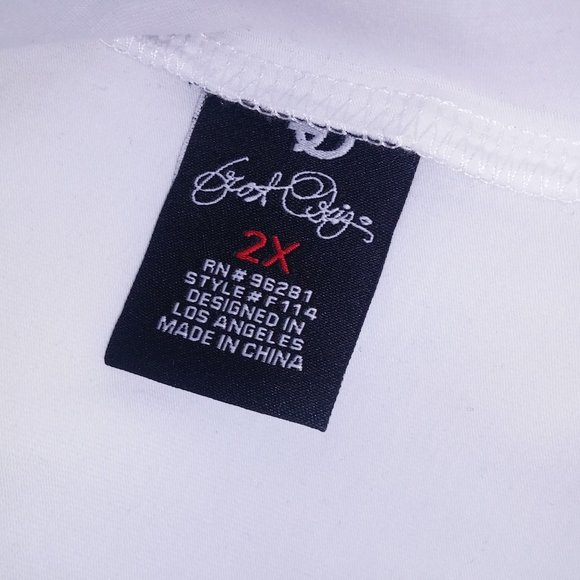 2X
RN# 96281
STYLE# F114
DESIGNED IN
LOS ANGELES
MADE IN CHINA